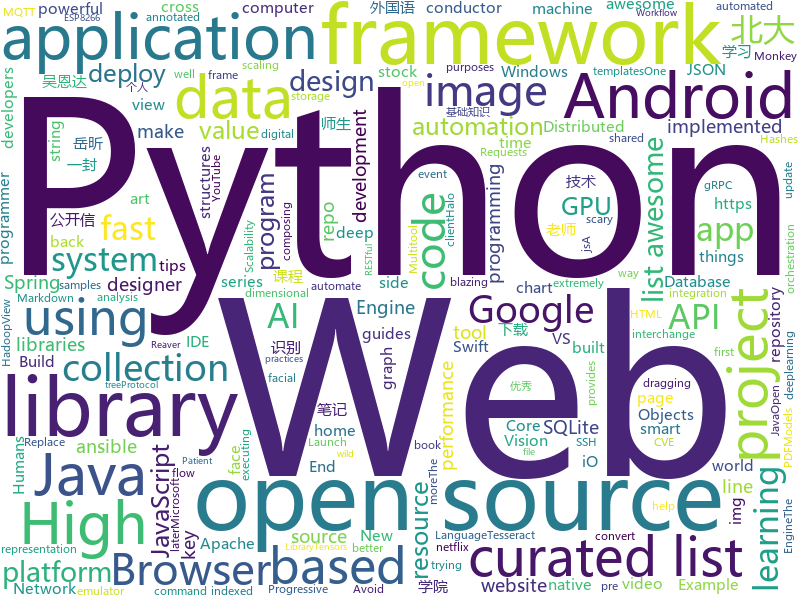 MQTT
ESP8266
powerful
cross
外国语
conductor
machine
awesome
automated
Workflow
annotated
computer
个人
developers
application
framework
北大
scaling
吴恩达
deploy
design
stock
Windows
purposes
templatesOne
学习
Monkey
frame
storage
open
view
JSON
data
image
Android
string
岳昕
make
value
师生
digital
automation
Distributed
基础知识
implemented
一封
structures
YouTube
time
Requests
shared
Hashes
Python
programmer
公开信
art
program
composing
repo
development
code
event
clientHalo
programming
技术
GPU
gRPC
https
update
back
fast
deep
RESTful
Scalability
老师
scary
jsA
app
orchestration
system
tips
课程
side
Multitool
list awesome
things
Spring
designer
series
automate
blazing
extremely
way
Database
samples
analysis
dimensional
chart
Markdown
AI
Engine
tool
下载
API
integration
HadoopView
using
IDE
guides
VS
Google
HTML
interchange
repository
libraries
识别
graph
built
Swift
project
Build
collection
facial
Reaver
practices
笔记
performance
优秀
provides
first
deeplearning
library
Web
dragging
page
treeProtocol
home
Core
SQLite
Objects
Vision
smart
JavaOpen
PDFModels
Humans
ansible
face
executing
End
SSH
iO
CVE
Java
JavaScript
book
wild
file
world
learning
Replace
key
flow
laterMicrosoft
open source
resource
line
High
source
New
moreThe
LanguageTesseract
convert
img
EngineThe
representation
Apache
trying
netflix
help
better
platform
Browser
based
LibraryTensors
curated list
Network
Patient
website
native
pre
video
Example
emulator
command
indexed
Progressive
Avoid
学院
well